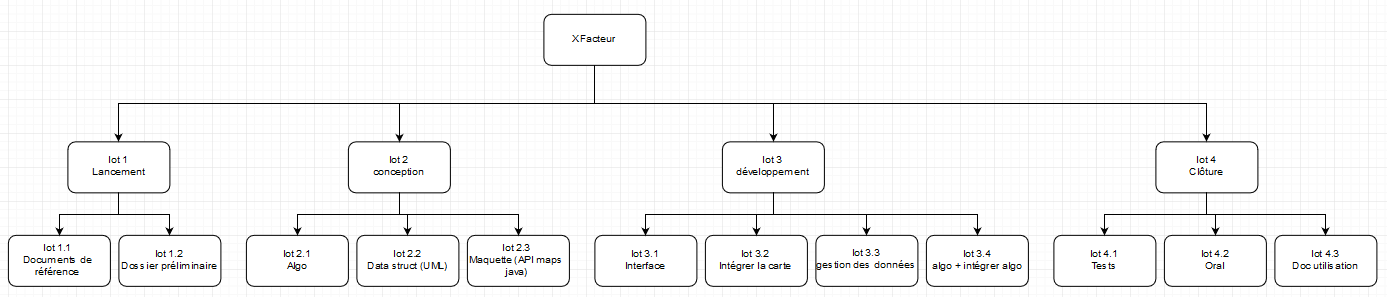 XFacteur
lot 1
Lancement
lot 2
conception
lot 3
développement
lot 4
Clôture
lot 1.1
Documents de
référence
lot 1.2
Dossier préliminaire
lot 2.1
Algo
lot 2.2
Data struct (UML)
lot 2.3
Maquette (API maps
java)
lot 3.1
Interface
lot 3.2
Intégrer la carte
lot 3.3
gestion des données
lot 3.4
algo + intégrer algo
lot 4.1
Tests
lot 4.2
Oral
lot 4.3
Doc utilisation